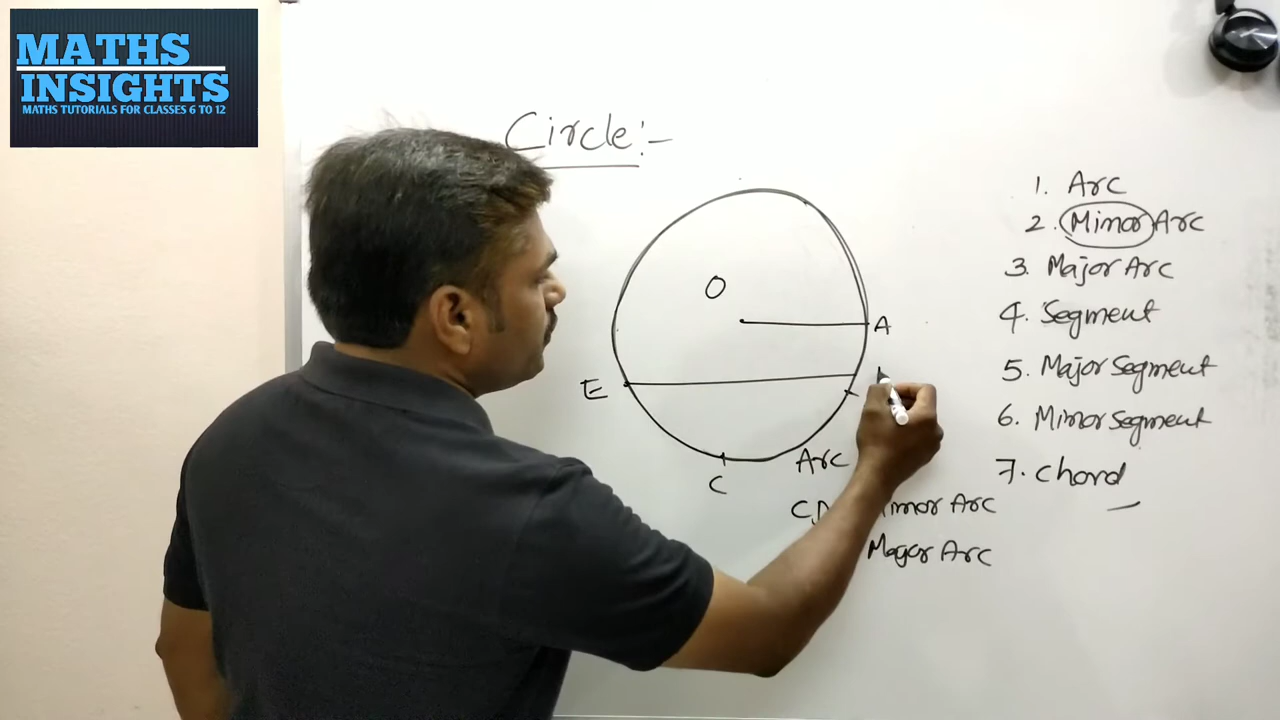 MATHS
INSIGHTS
MATHS TUTORIALS FOR CLASSES 6 TO 12
Circle:-
O
A
E
C
Arc
Minor Arc
Major Arc
1. Arc
2. Minor Arc
3. Major Arc
4. Segment
5. Major Segment
6. Minor Segment
7. Chord